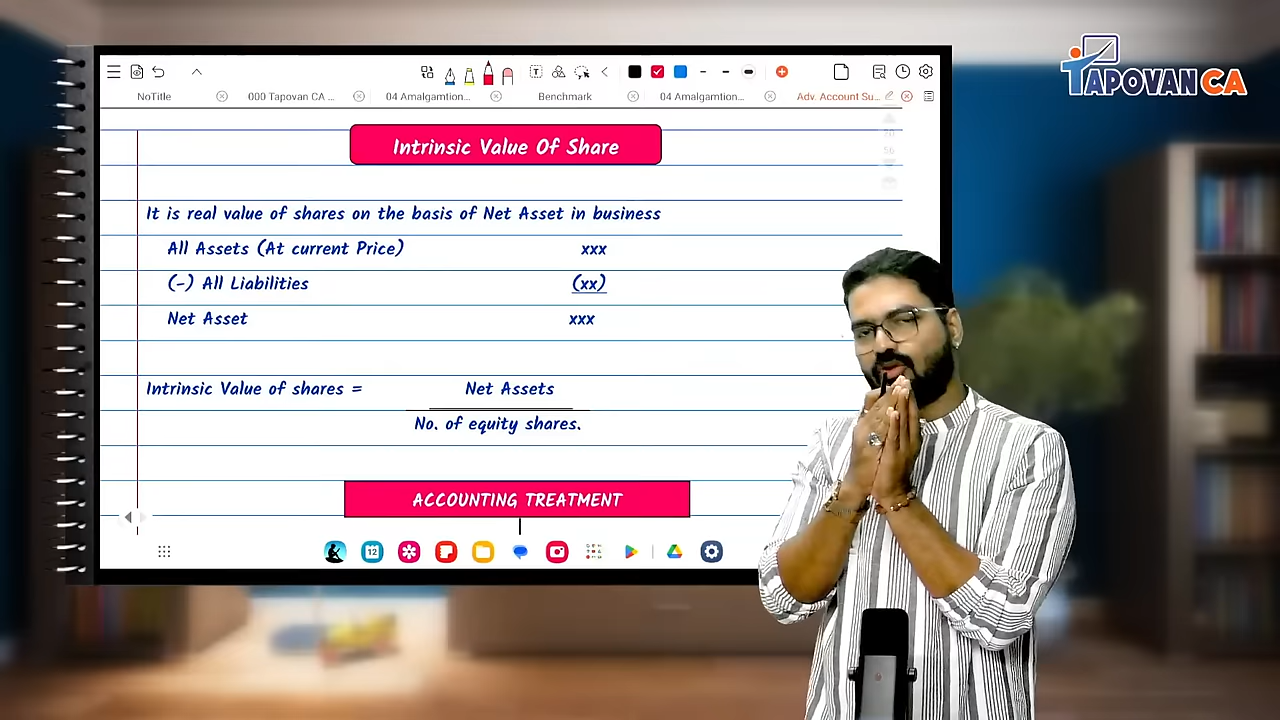 TAPOVAN CA
NoTitle
000 Tapovan CA ...
04 Amalgamtion...
Benchmark
04 Amalgamtion...
Adv. Account Su...
Intrinsic Value Of Share
It is real value of shares on the basis of Net Asset in business
All Assets (At current Price) xxx
(-) All Liabilities (xx)
Net Asset xxx
Intrinsic Value of shares = Net Assets
No. of equity shares.
ACCOUNTING TREATMENT
12